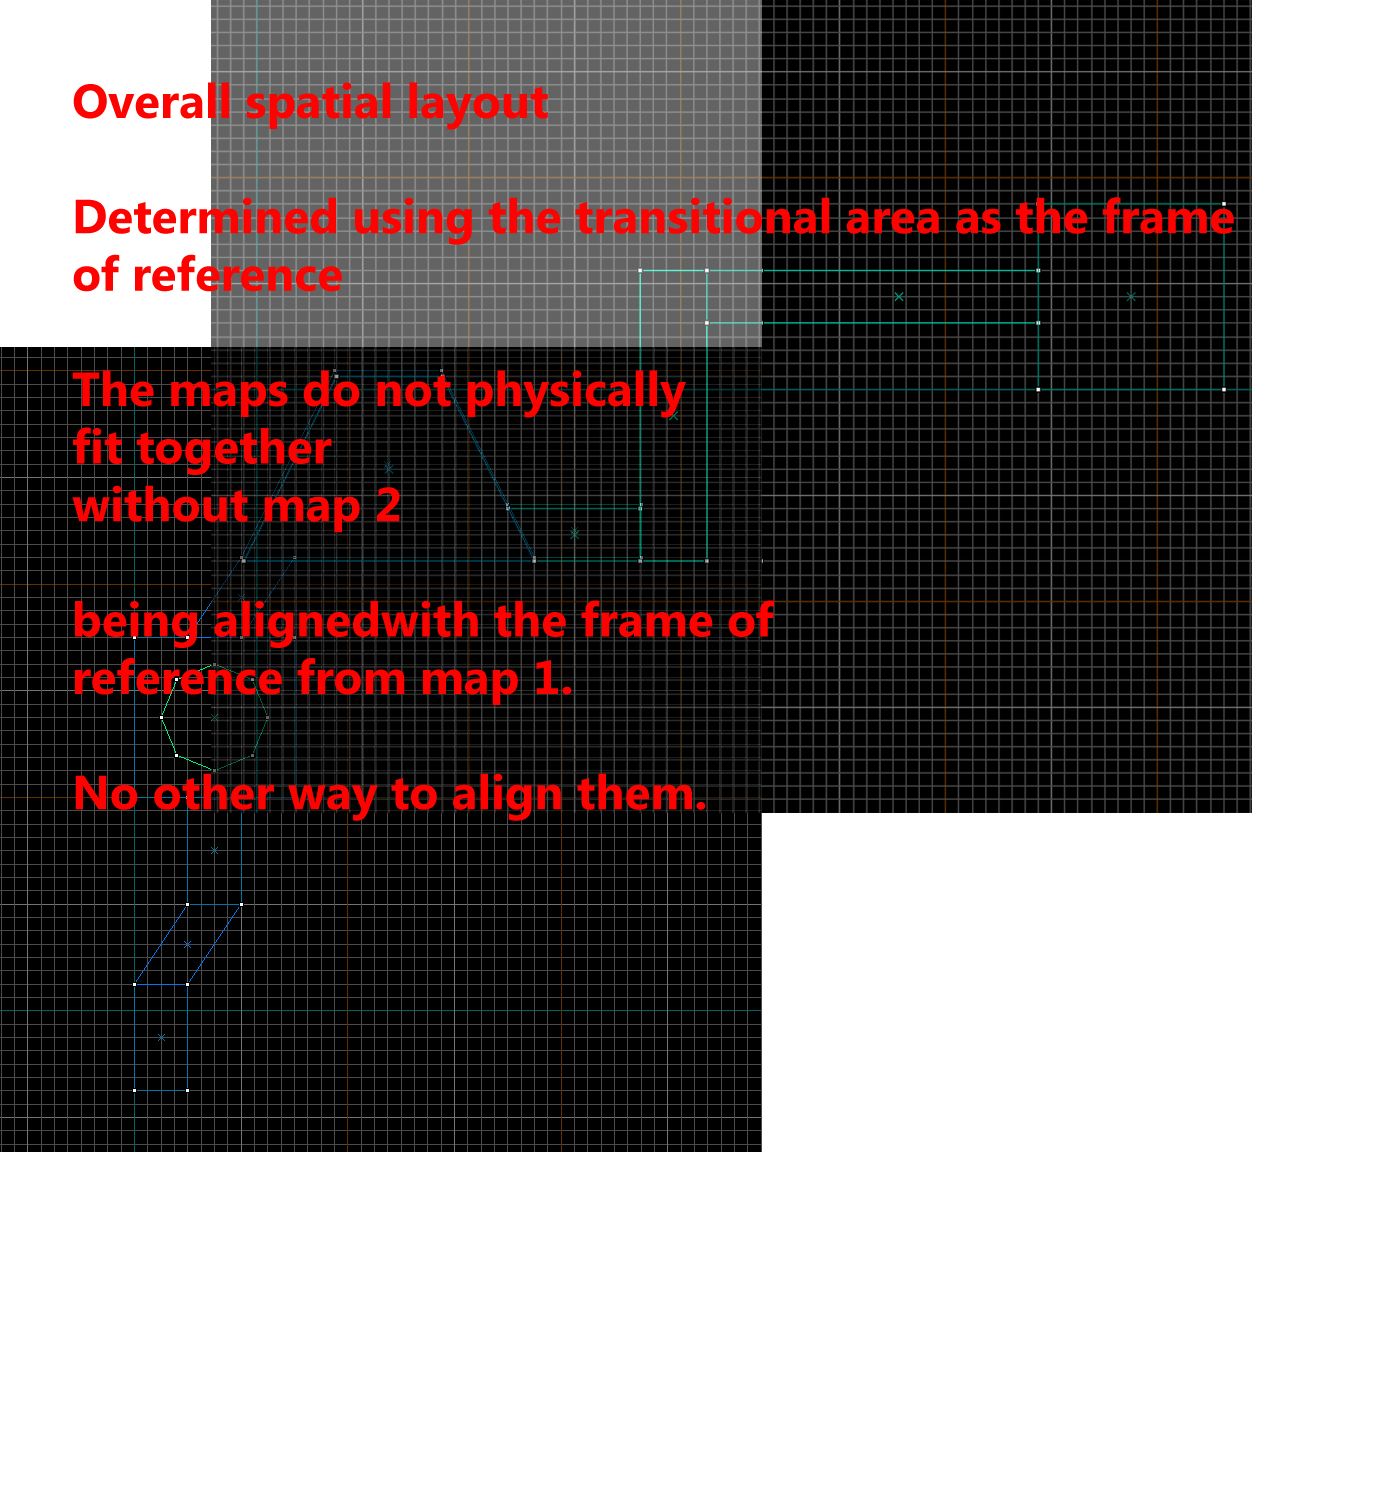 Overall spatial layout
Determined using the transitional area as the frame
of reference
The maps do not physically
fit together
without map 2
being alignedwith the frame of
reference from map 1.
No other way to align them.